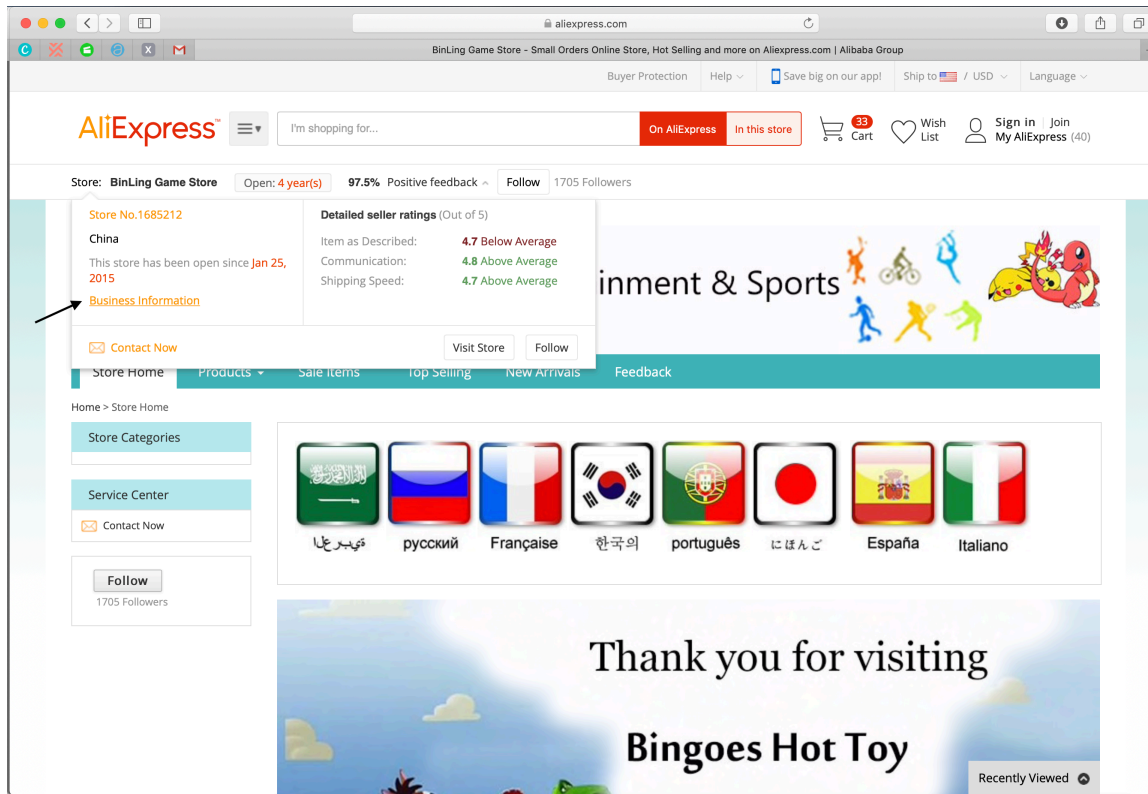 aliexpress.com
BinLing Game Store – Small Orders Online Store, Hot Selling and more on Aliexpress.com | Alibaba Group
Buyer Protection Help Save big on our app! Ship to / USD Language
AliExpress™
I'm shopping for...
On AliExpress In this store
33 Cart
Wish List
Sign in Join
My AliExpress (40)
Store: BinLing Game Store Open: 4 year(s) 97.5% Positive feedback Follow 1705 Followers
Store No.1685212
China
This store has been open since Jan 25,
2015
Business Information
Contact Now
Detailed seller ratings (Out of 5)
Item as Described: 4.7 Below Average
Communication: 4.8 Above Average
Shipping Speed: 4.7 Above Average
Visit Store Follow
inment & Sports
Store Home Products Sale Items Top Selling New Arrivals Feedback
Home > Store Home
Store Categories
Service Center
Contact Now
Follow
1705 Followers
русский Française 한국의 português にほんご España Italiano
Thank you for visiting
Bingoes Hot Toy
Recently Viewed